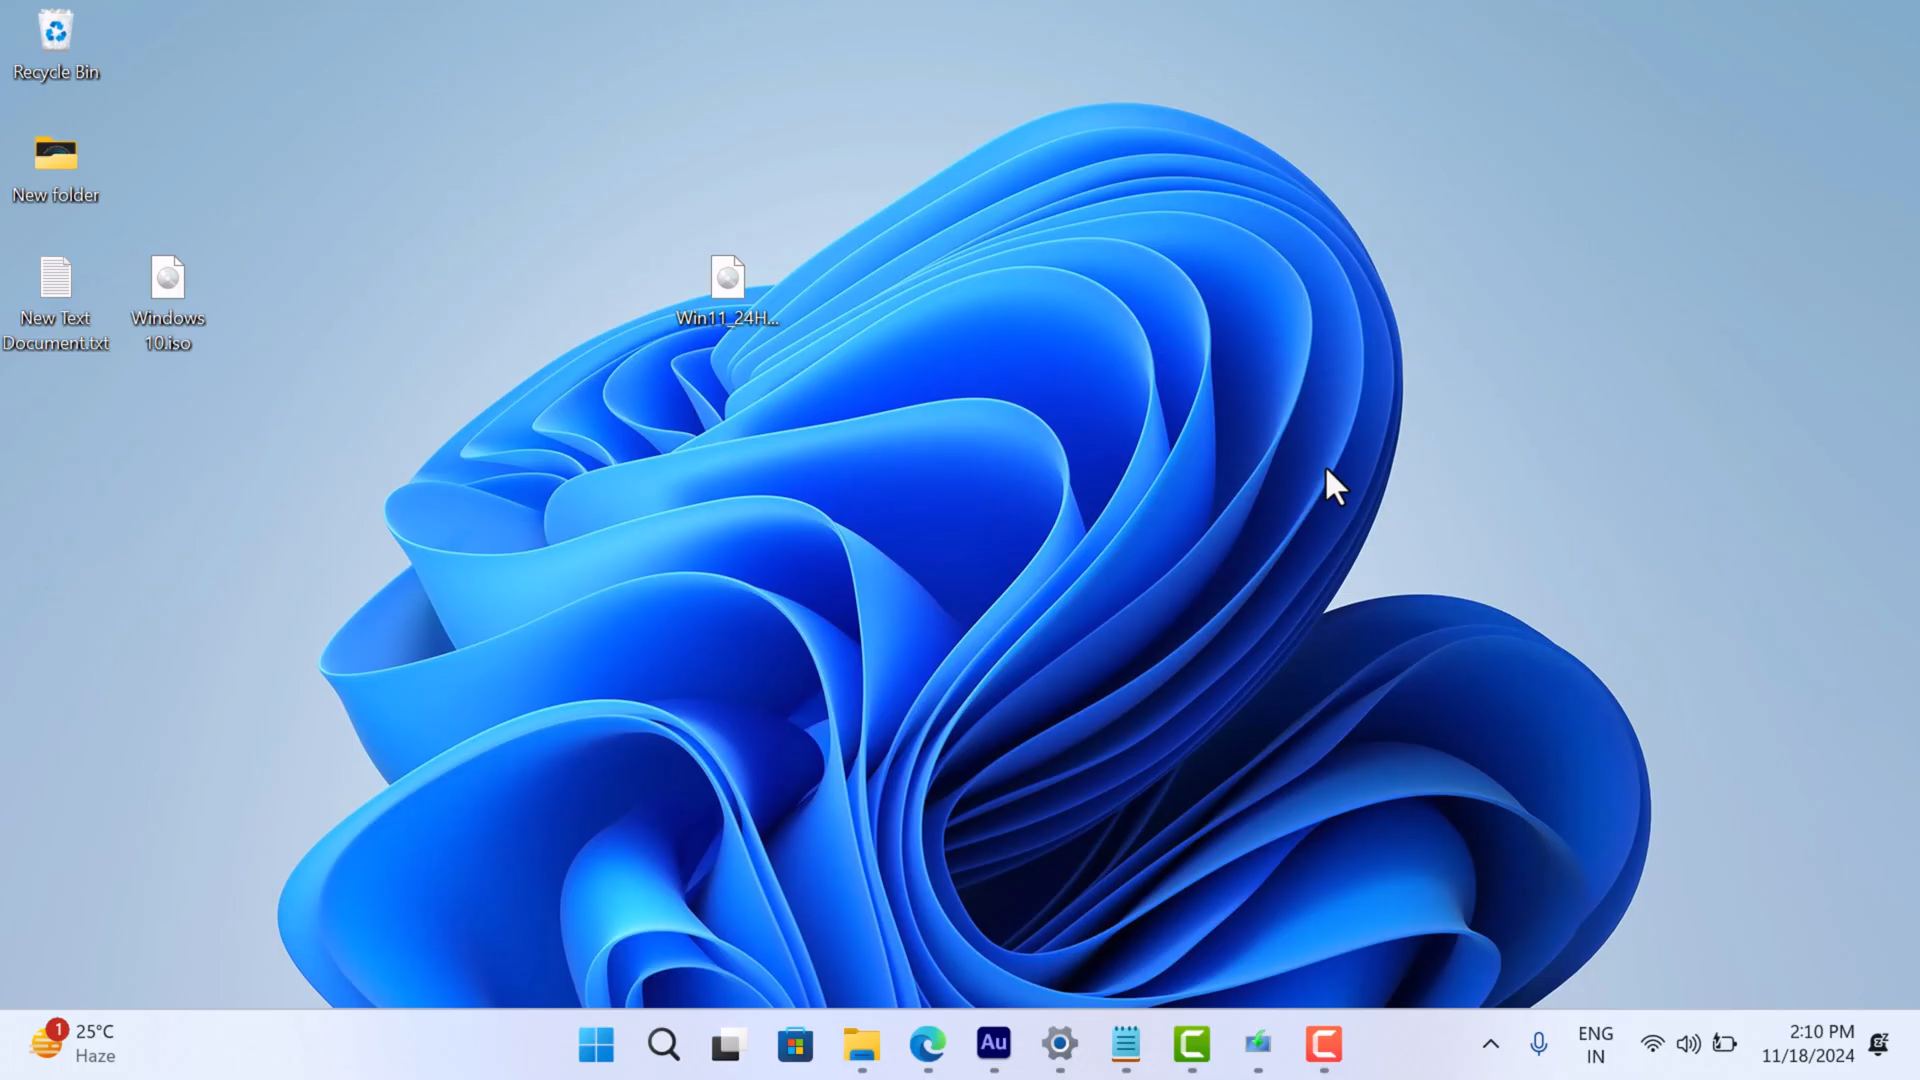 Recycle Bin
New folder
New Text
Document.txt
Windows
10.iso
Win11_24H...
1
25°C
Haze
Au
ENG
IN
2:10 PM
11/18/2024